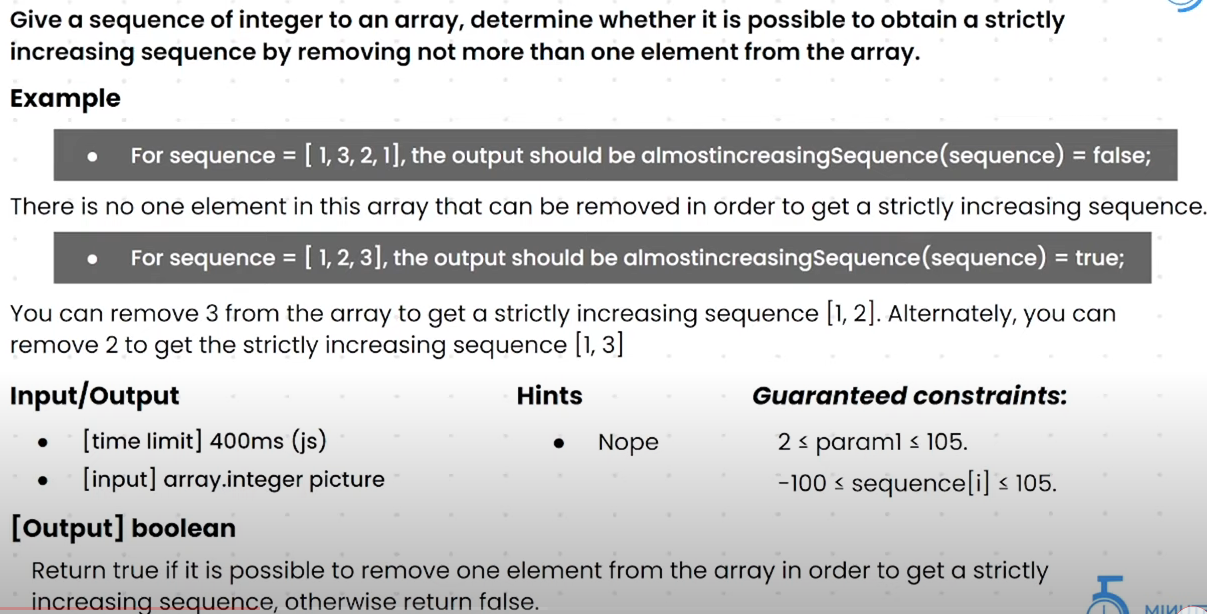 Give a sequence of integer to an array, determine whether it is possible to obtain a strictly
increasing sequence by removing not more than one element from the array.
Example
• For sequence = [ 1, 3, 2, 1], the output should be almostincreasingSequence(sequence) = false;
There is no one element in this array that can be removed in order to get a strictly increasing sequence.
• For sequence = [ 1, 2, 3], the output should be almostincreasingSequence(sequence) = true;
You can remove 3 from the array to get a strictly increasing sequence [1, 2]. Alternately, you can
remove 2 to get the strictly increasing sequence [1, 3]
Input/Output
• [time limit] 400ms (js)
• [input] array.integer picture
Hints
• Nope
Guaranteed constraints:
2 ≤ param1 ≤ 105.
-100 ≤ sequence[i] ≤ 105.
[Output] boolean
Return true if it is possible to remove one element from the array in order to get a strictly
increasing sequence, otherwise return false.
5